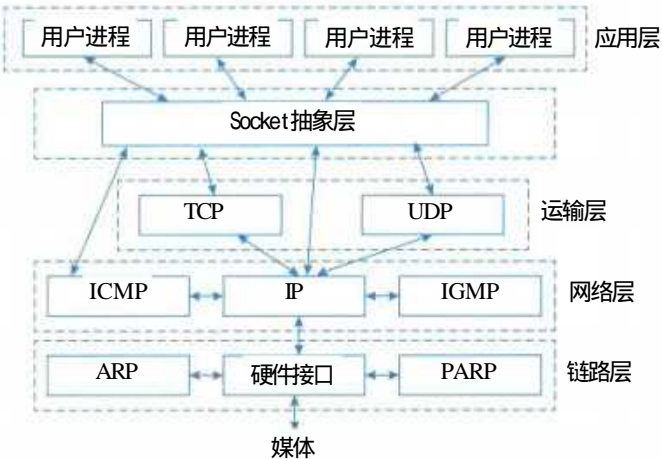 用户进程 用户进程 用户进程 用户进程 应用层
Socket抽象层
TCP UDP 运输层
ICMP IP IGMP 网络层
ARP 硬件接口 PARP 链路层
媒体